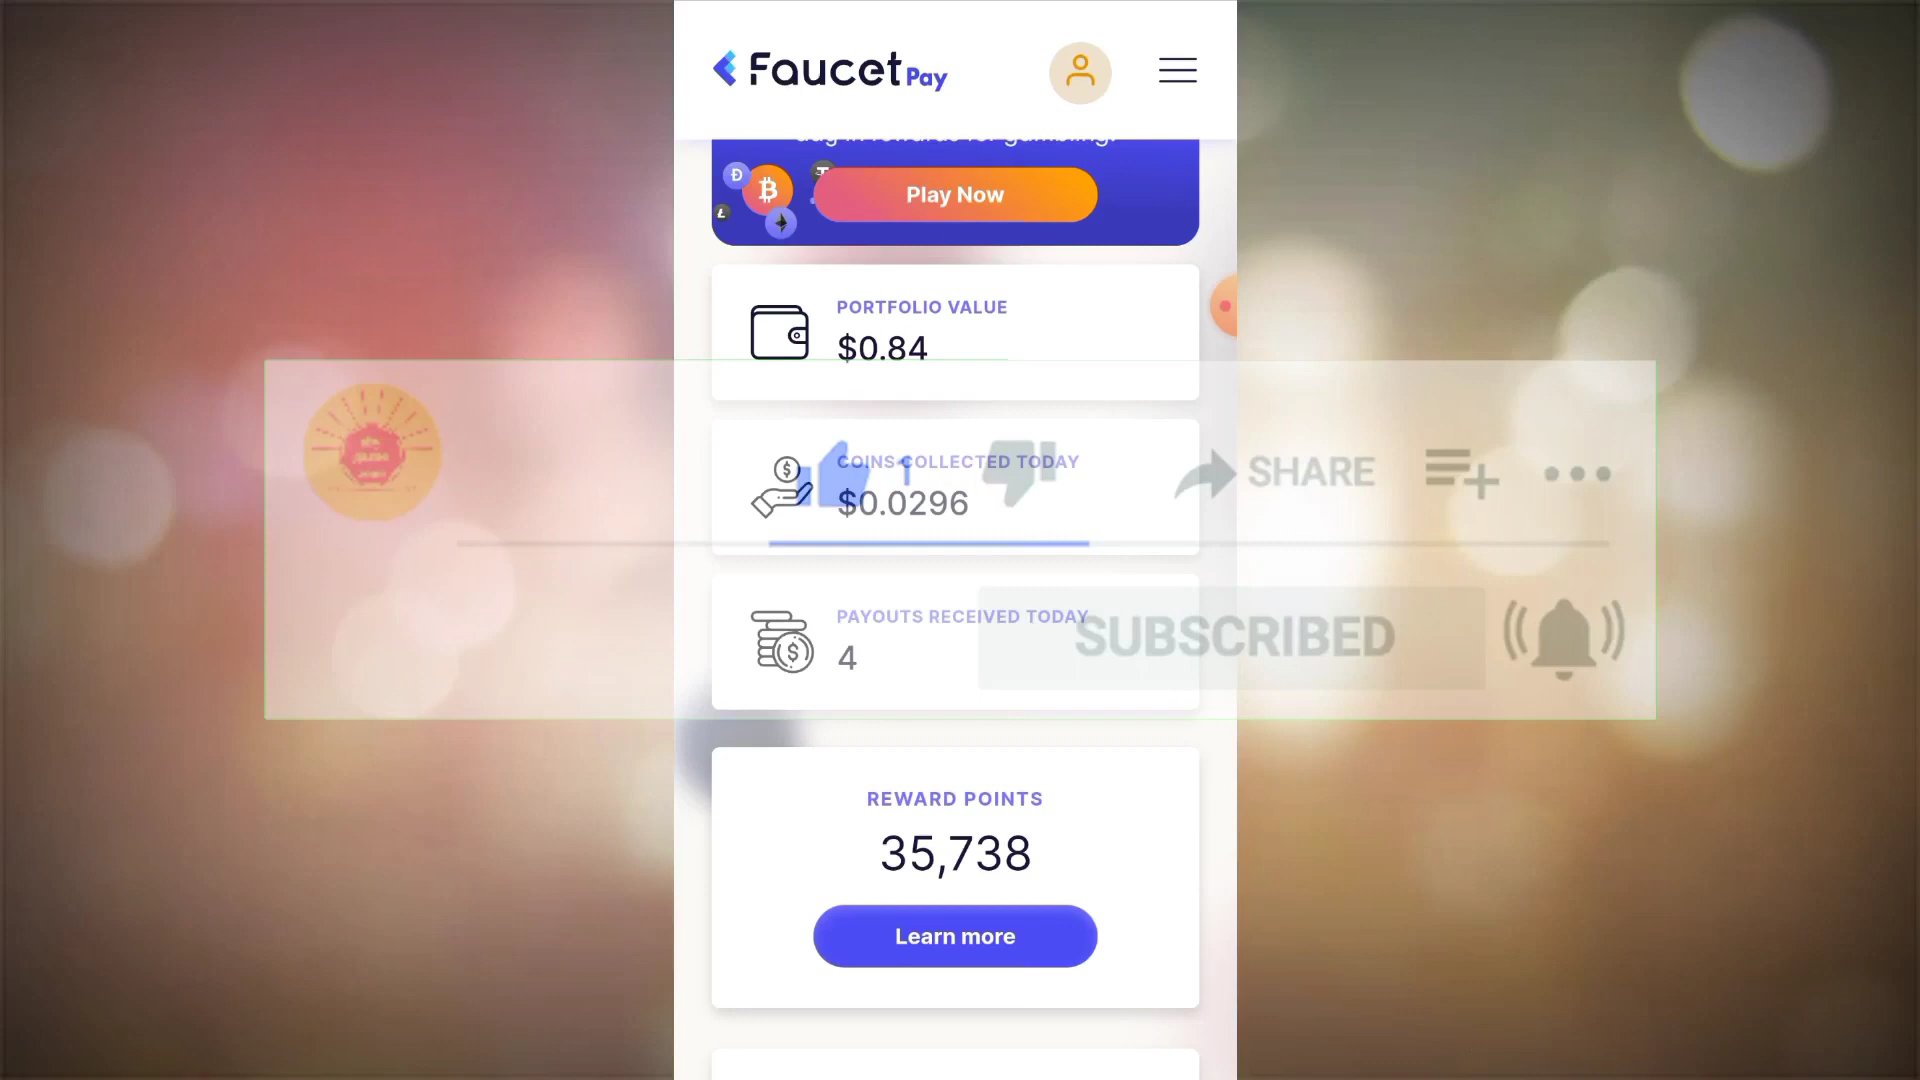 Faucet Pay
Play Now
PORTFOLIO VALUE
$0.84
COINS COLLECTED TODAY
$0.0296
1
SHARE
PAYOUTS RECEIVED TODAY
4
SUBSCRIBED
REWARD POINTS
35,738
Learn more